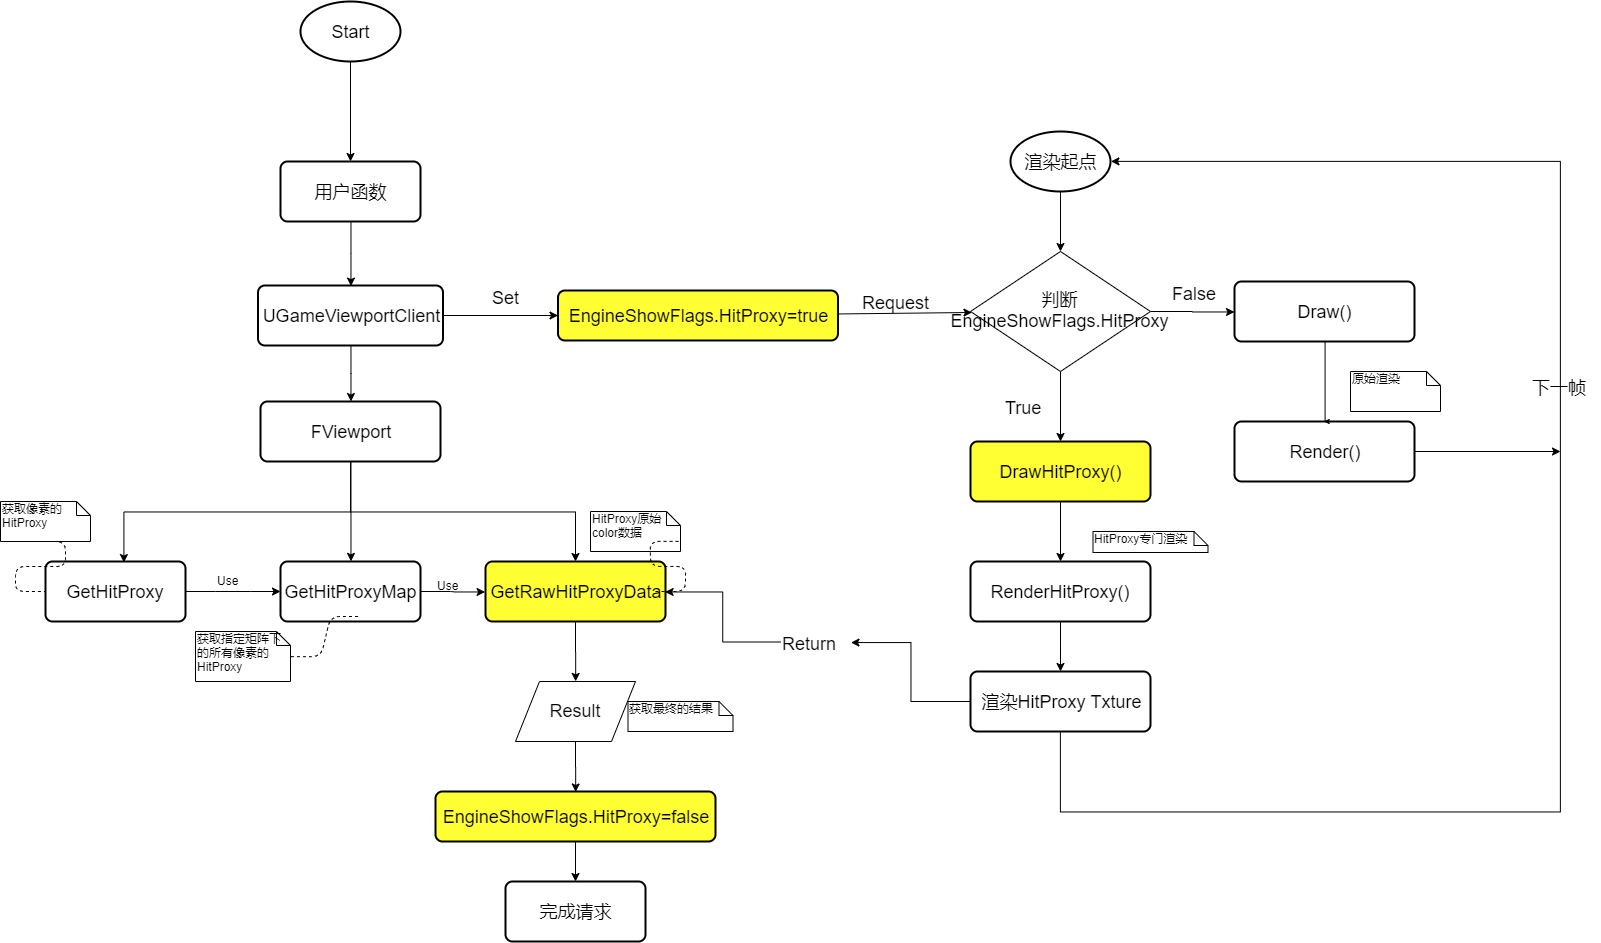 Start
用户函数
UGameViewportClient
Set
EngineShowFlags.HitProxy=true
Request
FViewport
获取像素的
HitProxy
HitProxy原始
color数据
GetHitProxy
Use
GetHitProxyMap
Use
GetRawHitProxyData
获取指定矩阵下
的所有像素的
HitProxy
Result
获取最终的结果
EngineShowFlags.HitProxy=false
完成请求
渲染起点
判断
EngineShowFlags.HitProxy
False
Draw()
原始渲染
Render()
下一帧
True
DrawHitProxy()
HitProxy专门渲染
RenderHitProxy()
渲染HitProxy Txture
Return